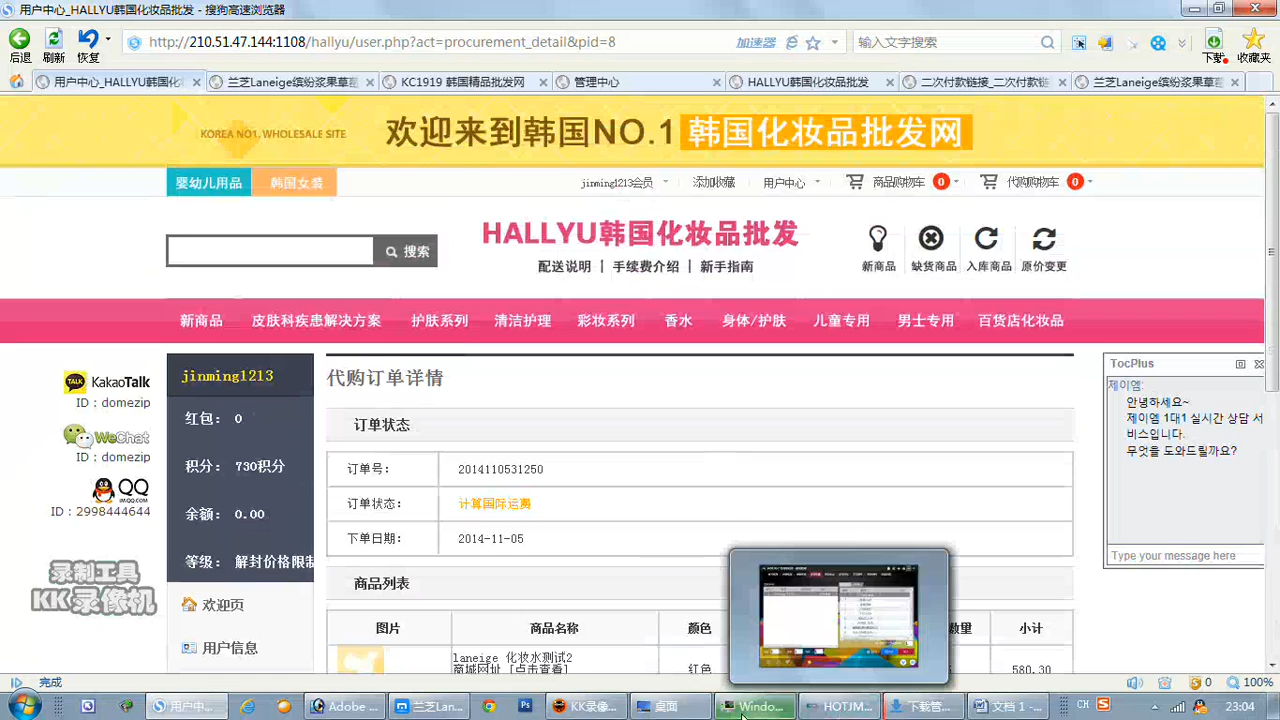 用户中心_HALLYU韩国化妆品批发 - 搜狗高速浏览器
后退 刷新 恢复 http://210.51.47.144:1108/hallyu/user.php?act=procurement_detail&pid=8 加速器 输入文字搜索 下载 收藏夹
用户中心_HALLYU韩国化 兰芝Laneige缤纷浆果草莓 KC1919 韩国精品批发网 管理中心 HALLYU韩国化妆品批发 二次付款链接_二次付款 兰芝Laneige缤纷浆果草莓
KOREA NO1. WHOLESALE SITE 欢迎来到韩国NO.1 韩国化妆品批发网
婴幼儿用品 韩国女装 jinming1213会员 添加收藏 用户中心 商品购物车 0 代购购物车 0
搜索 HALLYU韩国化妆品批发
配送说明 | 手续费介绍 | 新手指南 新商品 缺货商品 入库商品 原价变更
新商品 皮肤科疾患解决方案 护肤系列 清洁护理 彩妆系列 香水 身体/护肤 儿童专用 男士专用 百货店化妆品
TALK KakaoTalk
ID : domezip
WeChat
ID : domezip
QQ
IM.QQ.COM
ID : 2998444644
录制工具
KK录像机
jinming1213
红包: 0
积分: 730积分
余额: 0.00
等级: 解封价格限制
欢迎页
用户信息
代购订单详情
订单状态
订单号: 2014110531250
订单状态: 计算国际运费
下单日期: 2014-11-05
商品列表
图片 商品名称 颜色 数量 小计
laneige 化妆水测试2
商城网址 [点击查看]
红色 580.30
TocPlus
제이엠:
안녕하세요~
제이엠 1대1 실시간 상담 서
비스입니다.
무엇을 도와드릴까요?
Type your message here
完成 0 100%
用户中... Adobe ... 兰芝Lan... Ps KK录像... 桌面 Windo... HOTJM... 下载管... 文档 1 -... CH S 23:04